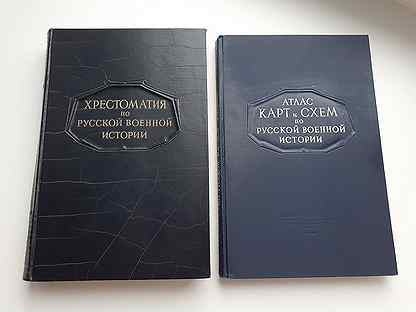 ХРЕСТОМАТИЯ
ПО
РУССКОЙ ВОЕННОЙ
ИСТОРИИ
АТЛАС
КАРТ и СХЕМ
ПО
РУССКОЙ ВОЕННОЙ
ИСТОРИИ